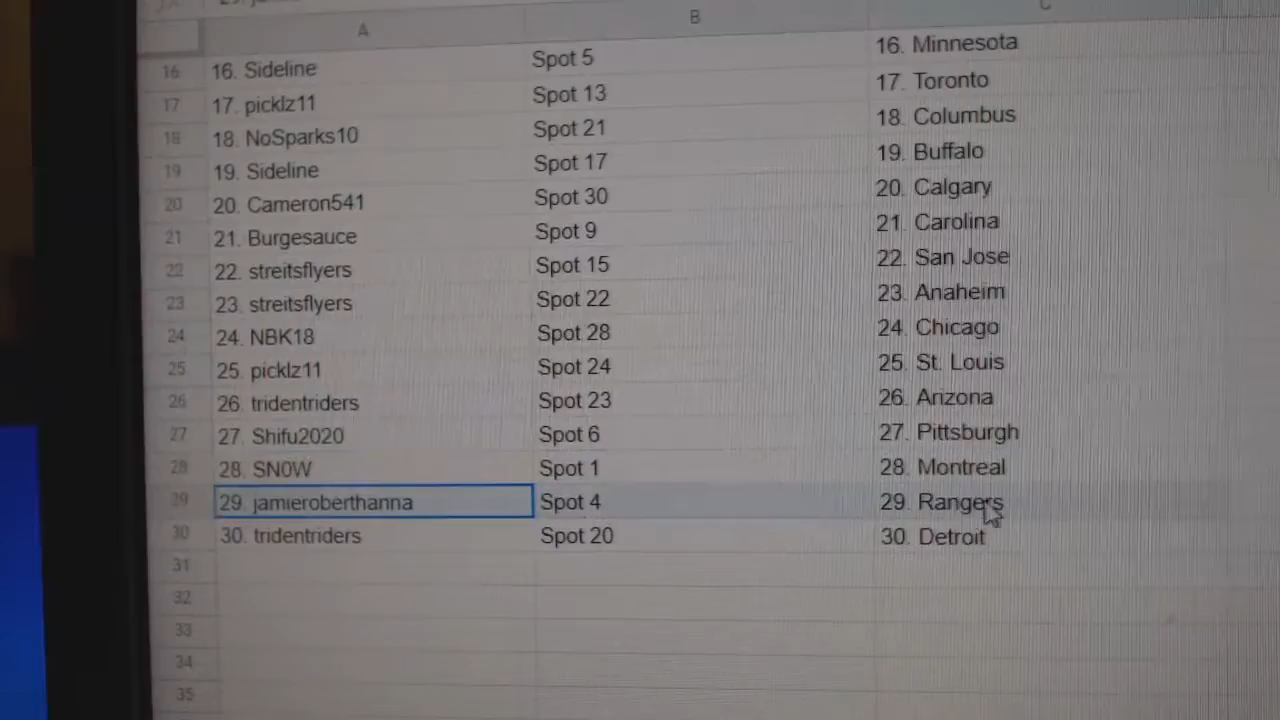 A B C
16 16. Sideline Spot 5 16. Minnesota
17 17. picklz11 Spot 13 17. Toronto
18 18. NoSparks10 Spot 21 18. Columbus
19 19. Sideline Spot 17 19. Buffalo
20 20. Cameron541 Spot 30 20. Calgary
21 21. Burgesauce Spot 9 21. Carolina
22 22. streitsflyers Spot 15 22. San Jose
23 23. streitsflyers Spot 22 23. Anaheim
24 24. NBK18 Spot 28 24. Chicago
25 25. picklz11 Spot 24 25. St. Louis
26 26. tridentriders Spot 23 26. Arizona
27 27. Shifu2020 Spot 6 27. Pittsburgh
28 28. SN0W Spot 1 28. Montreal
29 29. jamieroberthanna Spot 4 29. Rangers
30 30. tridentriders Spot 20 30. Detroit
31
32
33
34
35